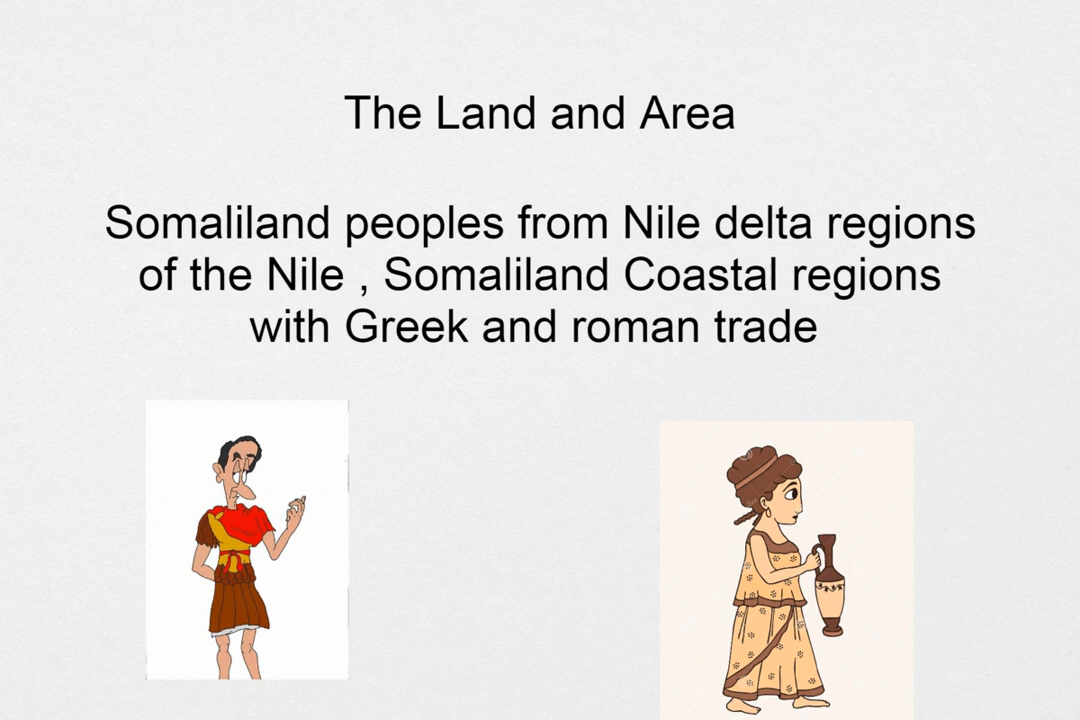 The Land and Area
Somaliland peoples from Nile delta regions
of the Nile , Somaliland Coastal regions
with Greek and roman trade